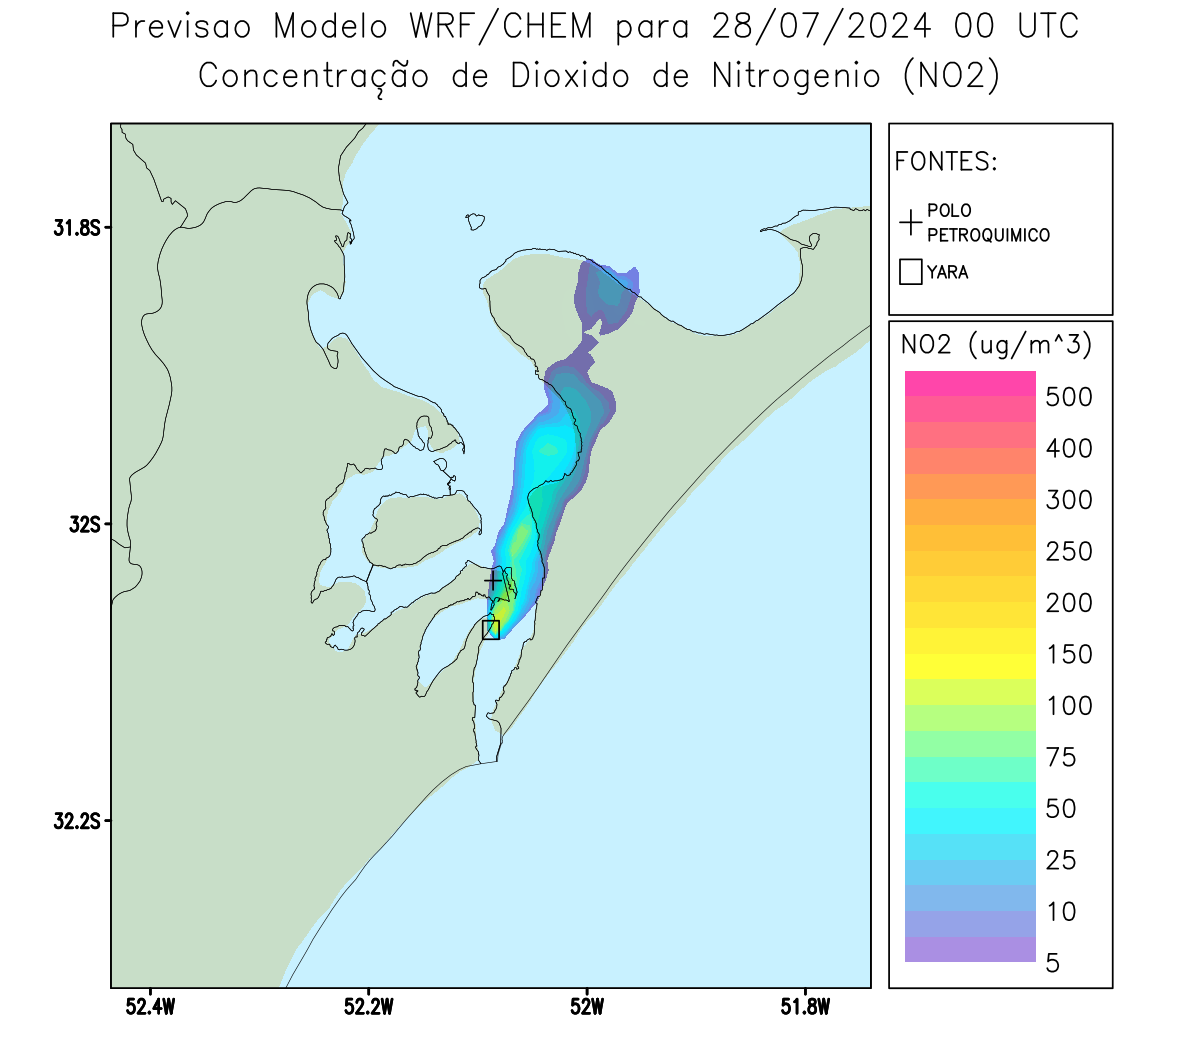 Previsao Modelo WRF/CHEM para 28/07/2024 00 UTC
Concentração de Dioxido de Nitrogenio (NO2)
FONTES:
POLO
PETROQUIMICO
YARA
NO2 (ug/m^3)
500
400
300
250
200
150
100
75
50
25
10
5
31.8S
32S
32.2S
52.4W
52.2W
52W
51.8W